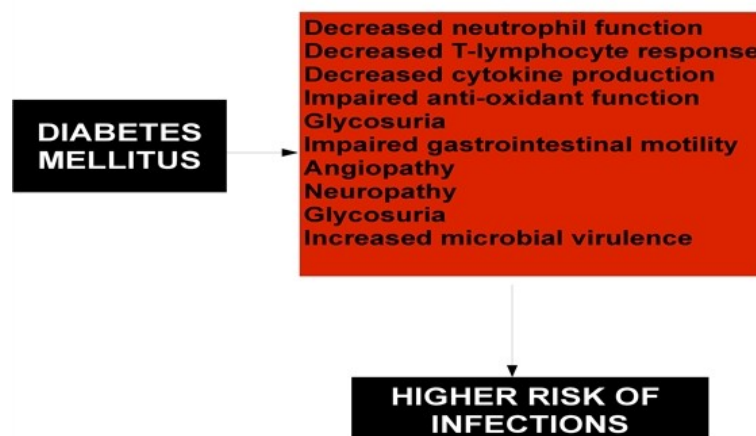 DIABETES
MELLITUS
Decreased neutrophil function
Decreased T-lymphocyte response
Decreased cytokine production
Impaired anti-oxidant function
Glycosuria
Impaired gastrointestinal motility
Angiopathy
Neuropathy
Glycosuria
Increased microbial virulence
HIGHER RISK OF
INFECTIONS